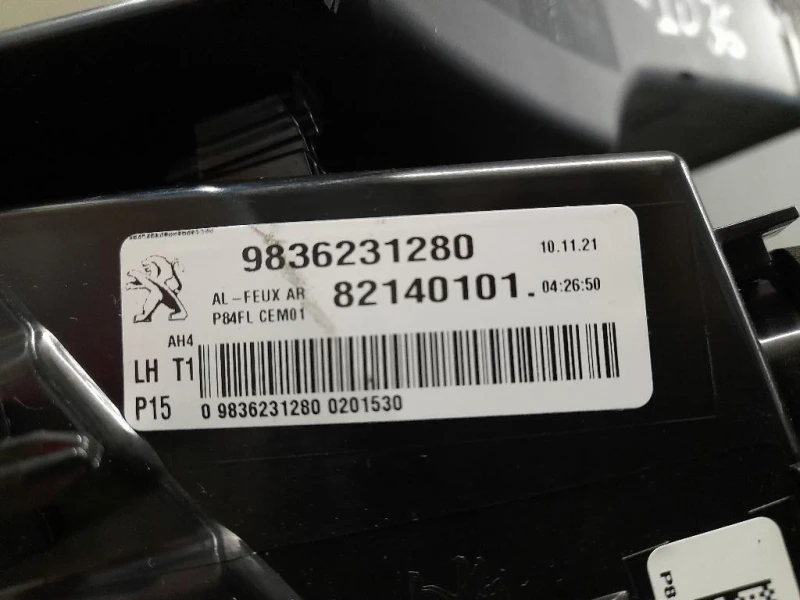 9836231280 10.11.21
AL-FEUX AR 82140101. 04:26:50
P84FL CEM01
AH4
LH T1
P15 0 9836231280 0201530
P8